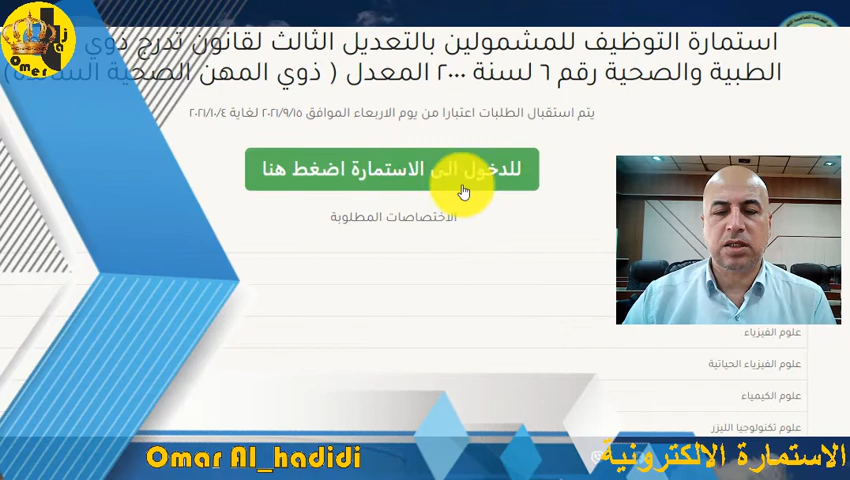 استمارة التوظيف للمشمولين بالتعديل الثالث لقانون تدرج ذوي
الطبية والصحية رقم ٦ لسنة ٢٠٠٠ المعدل ( ذوي المهن الصحية الساندة)
يتم استقبال الطلبات اعتبارا من يوم الاربعاء الموافق ٢٠٢١/٩/١٥ لغاية ٢٠٢١/١٠/٤
للدخول الى الاستمارة اضغط هنا
الاختصاصات المطلوبة
علوم الفيزياء
علوم الفيزياء الحياتية
علوم الكيمياء
علوم تكنولوجيا الليزر
الاستمارة الالكترونية
Omar Al_hadidi
Omer